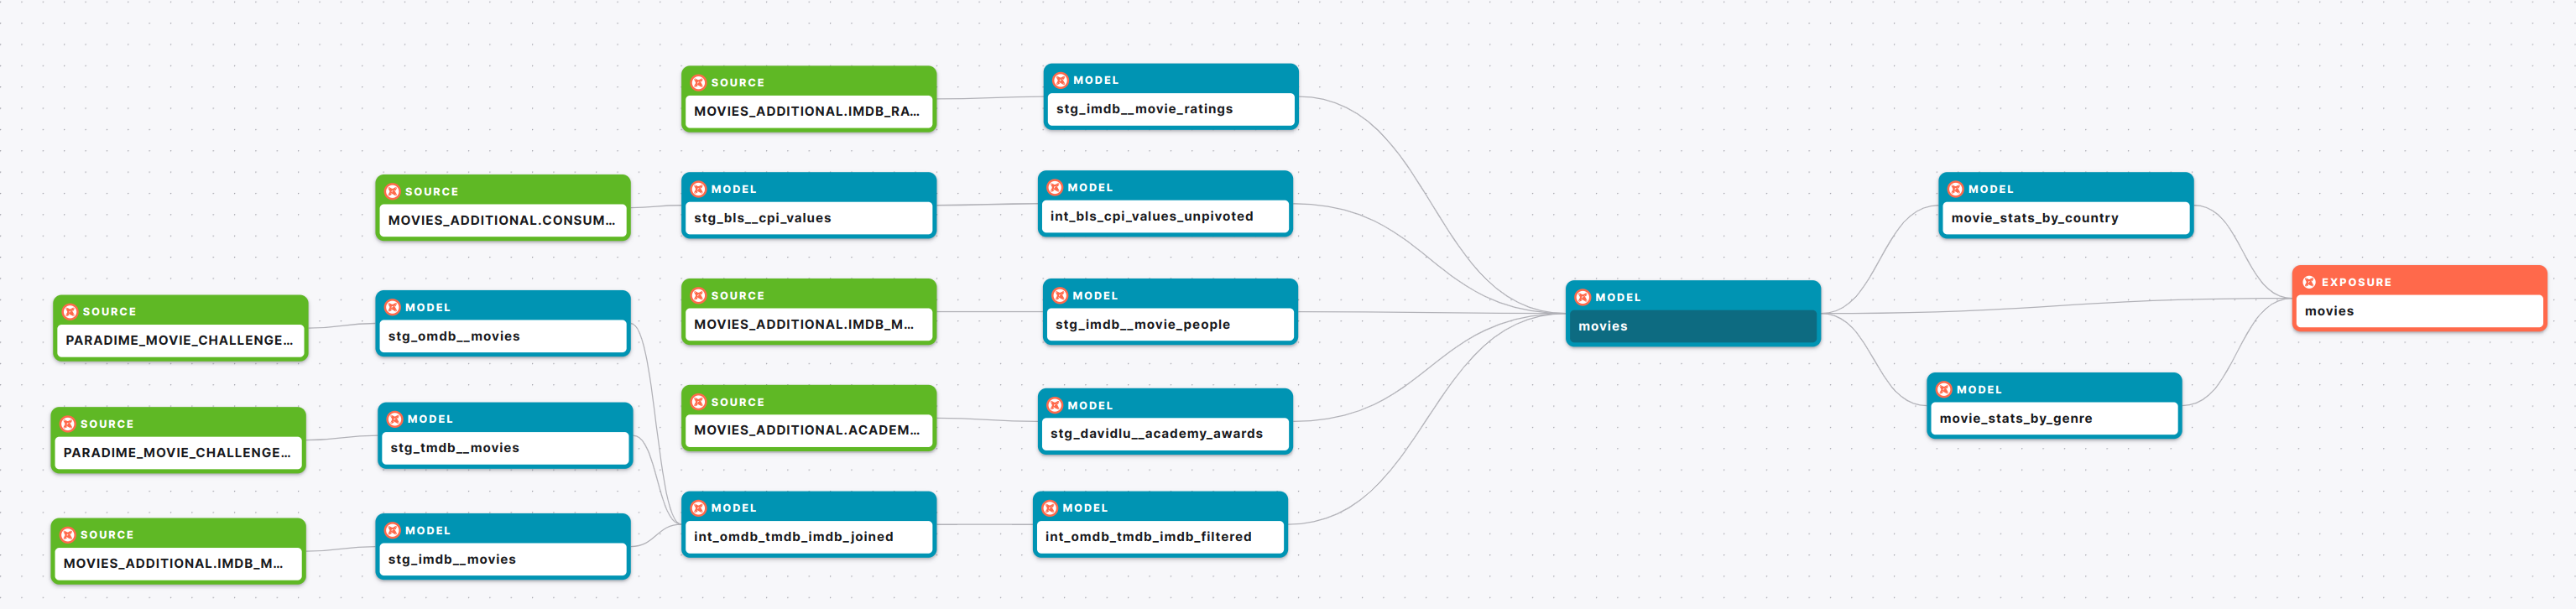 SOURCE
MOVIES_ADDITIONAL.IMDB_RA...
MODEL
stg_imdb__movie_ratings
SOURCE
MOVIES_ADDITIONAL.CONSUM...
MODEL
stg_bls__cpi_values
MODEL
int_bls_cpi_values_unpivoted
MODEL
movie_stats_by_country
SOURCE
PARADIME_MOVIE_CHALLENGE...
MODEL
stg_omdb__movies
SOURCE
MOVIES_ADDITIONAL.IMDB_M...
MODEL
stg_imdb__movie_people
MODEL
movies
EXPOSURE
movies
SOURCE
PARADIME_MOVIE_CHALLENGE...
MODEL
stg_tmdb__movies
SOURCE
MOVIES_ADDITIONAL.ACADEM...
MODEL
stg_davidlu__academy_awards
MODEL
movie_stats_by_genre
SOURCE
MOVIES_ADDITIONAL.IMDB_M...
MODEL
stg_imdb__movies
MODEL
int_omdb_tmdb_imdb_joined
MODEL
int_omdb_tmdb_imdb_filtered